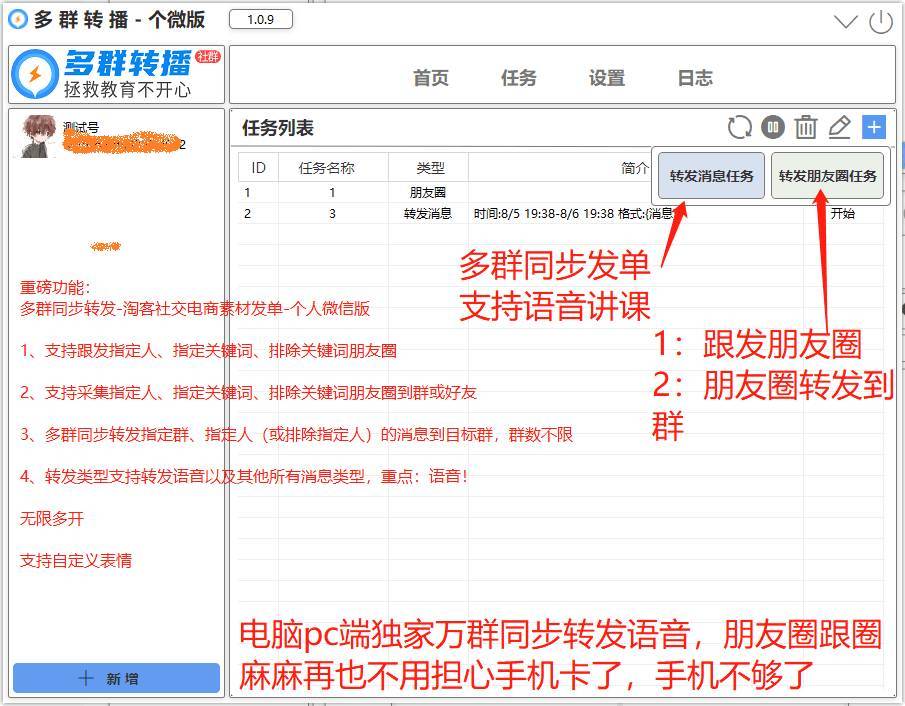 多群转播-个微版 1.0.9
多群转播 社群
拯救教育不开心
首页 任务 设置 日志
测试号
2
任务列表
ID 任务名称 类型 简介
转发消息任务 转发朋友圈任务
1 1 朋友圈
2 3 转发消息 时间:8/5 19:38-8/6 19:38 格式:{消息 开始
多群同步发单
支持语音讲课
1：跟发朋友圈
2：朋友圈转发到
群
重磅功能：
多群同步转发-淘客社交电商素材发单-个人微信版
1、支持跟发指定人、指定关键词、排除关键词朋友圈
2、支持采集指定人、指定关键词、排除关键词朋友圈到群或好友
3、多群同步转发指定群、指定人（或排除指定人）的消息到目标群，群数不限
4、转发类型支持转发语音以及其他所有消息类型，重点：语音！
无限多开
支持自定义表情
电脑pc端独家万群同步转发语音，朋友圈跟圈
麻麻再也不用担心手机卡了，手机不够了
新增